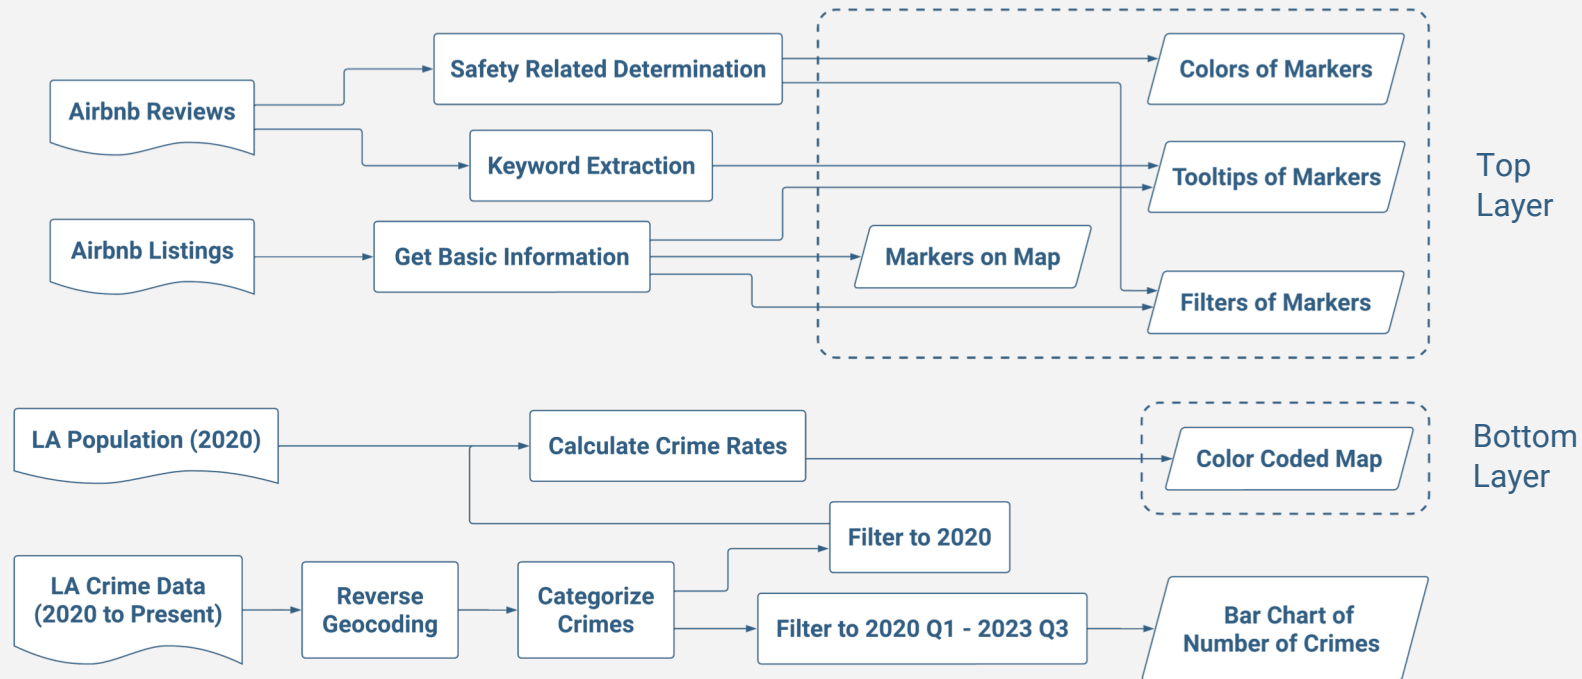 Safety Related Determination
Colors of Markers
Airbnb Reviews
Keyword Extraction
Tooltips of Markers
Top
Layer
Airbnb Listings
Get Basic Information
Markers on Map
Filters of Markers
LA Population (2020)
Calculate Crime Rates
Color Coded Map
Bottom
Layer
Filter to 2020
LA Crime Data
(2020 to Present)
Reverse
Geocoding
Categorize
Crimes
Filter to 2020 Q1 - 2023 Q3
Bar Chart of
Number of Crimes